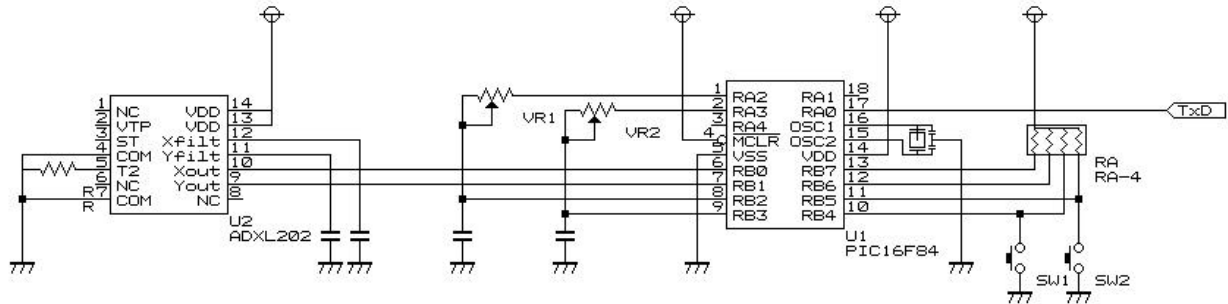 1 NC VDD 14
2 VTP VDD 13
3 ST Xfilt 12
4 COM Yfilt 11
5 T2 Xout 10
6 NC Yout 9
7 COM NC 8
R
R
U2
ADXL202
VR1
VR2
1 RA2 RA1 18
2 RA3 RA0 17
3 RA4 OSC1 16
4 MCLR OSC2 15
5 VSS VDD 14
6 RB0 RB7 13
7 RB1 RB6 12
8 RB2 RB5 11
9 RB3 RB4 10
U1
PIC16F84
TxD
RA
RA-4
SW1
SW2